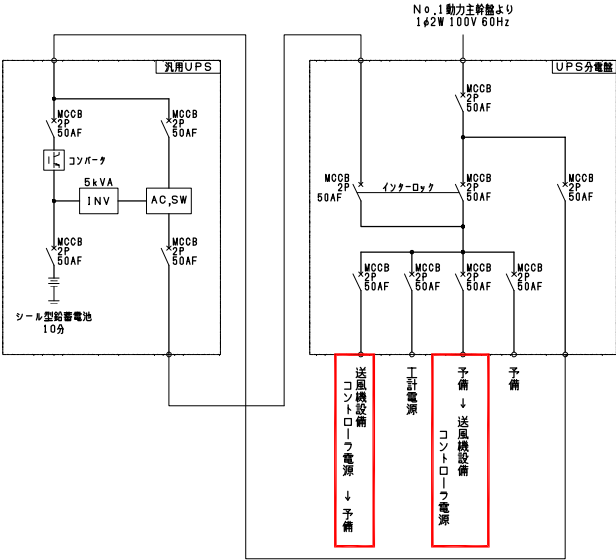 No.1動力主幹盤より
1φ2W 100V 60Hz
汎用UPS
UPS分電盤
MCCB
2P
50AF
MCCB
2P
50AF
MCCB
2P
50AF
コンバータ
5kVA
INV
AC,SW
MCCB
2P
50AF
インターロック
MCCB
2P
50AF
MCCB
2P
50AF
MCCB
2P
50AF
MCCB
2P
50AF
MCCB
2P
50AF
MCCB
2P
50AF
MCCB
2P
50AF
MCCB
2P
50AF
シール型鉛蓄電池
10分
送風機設備
コントローラ電源 → 予備
工計電源
予備 → 送風機設備
コントローラ電源
予備